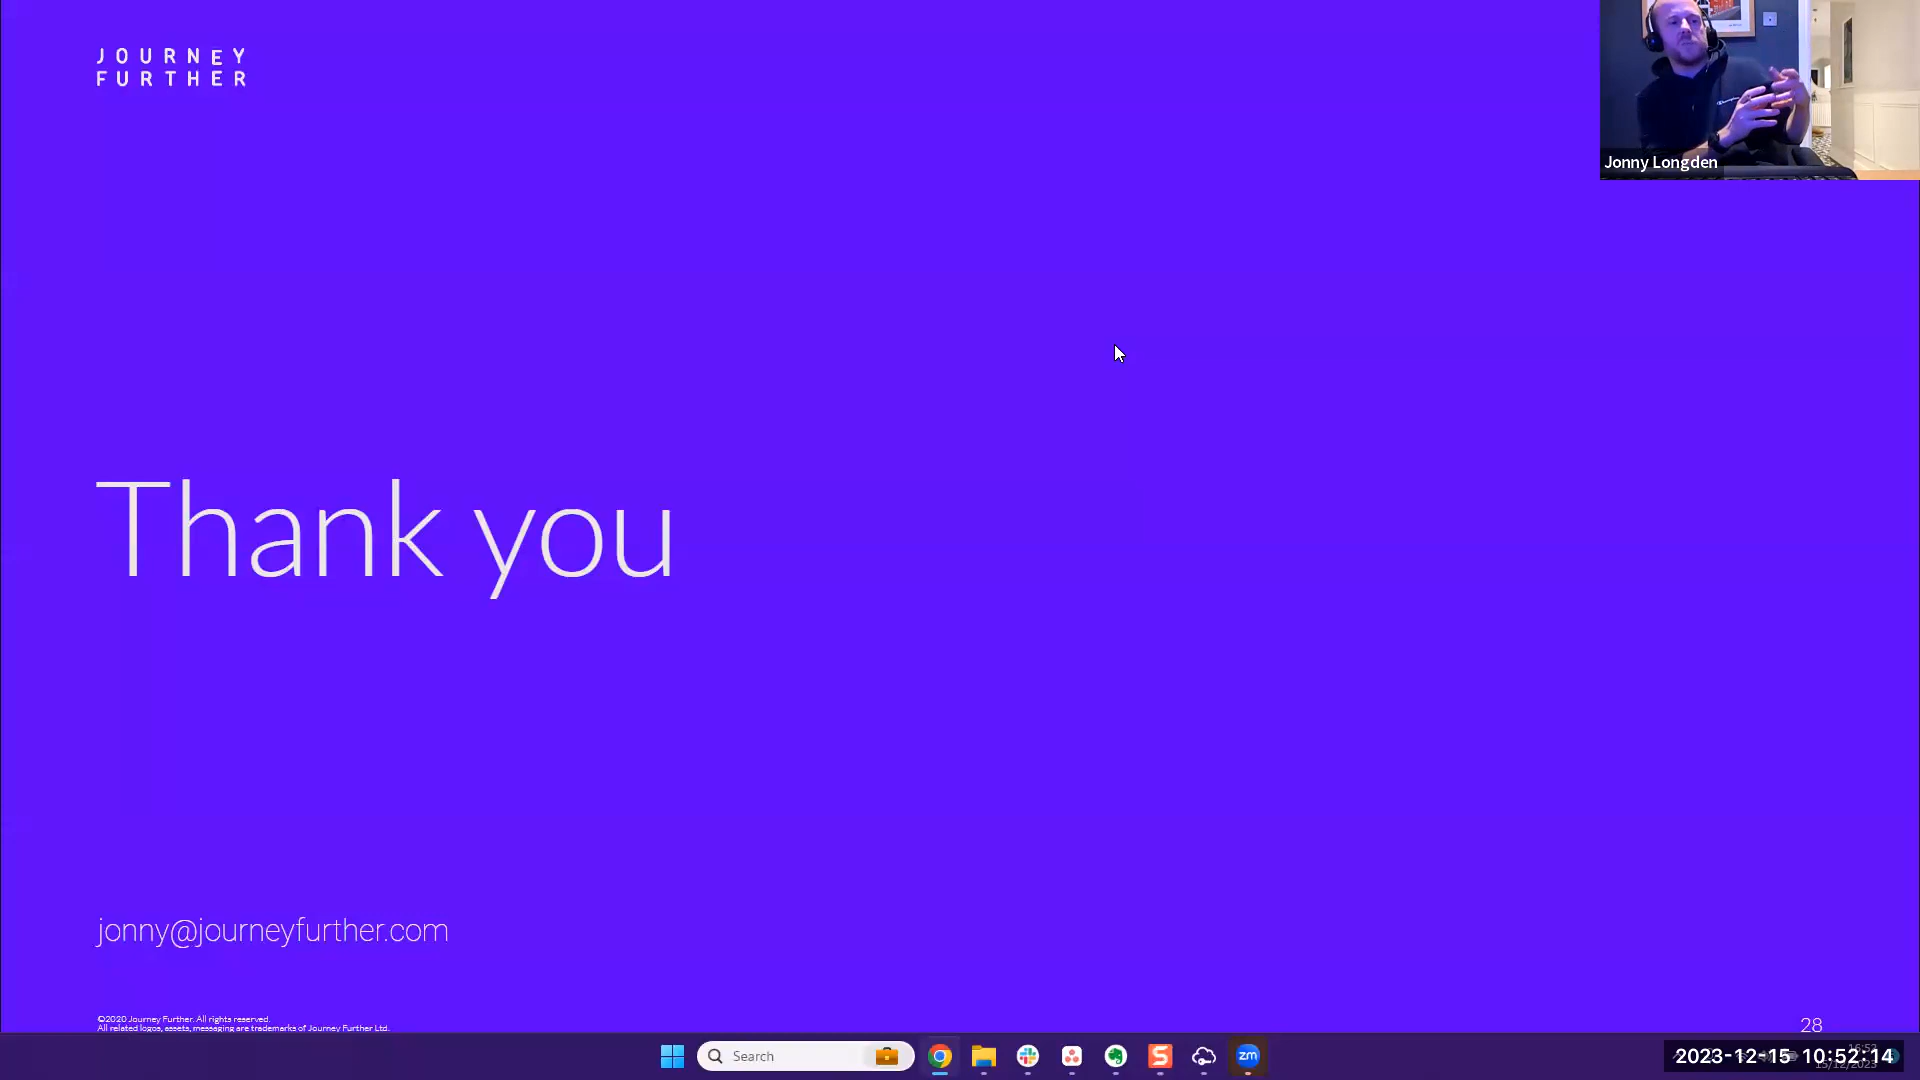 JOURNEY
FURTHER
Jonny Longden
Thank you
jonny@journeyfurther.com
©2020 Journey Further. All rights reserved.
All related logos, assets, messaging are trademarks of Journey Further Ltd.
28
Search
zm
2023-12-15 10:52:14